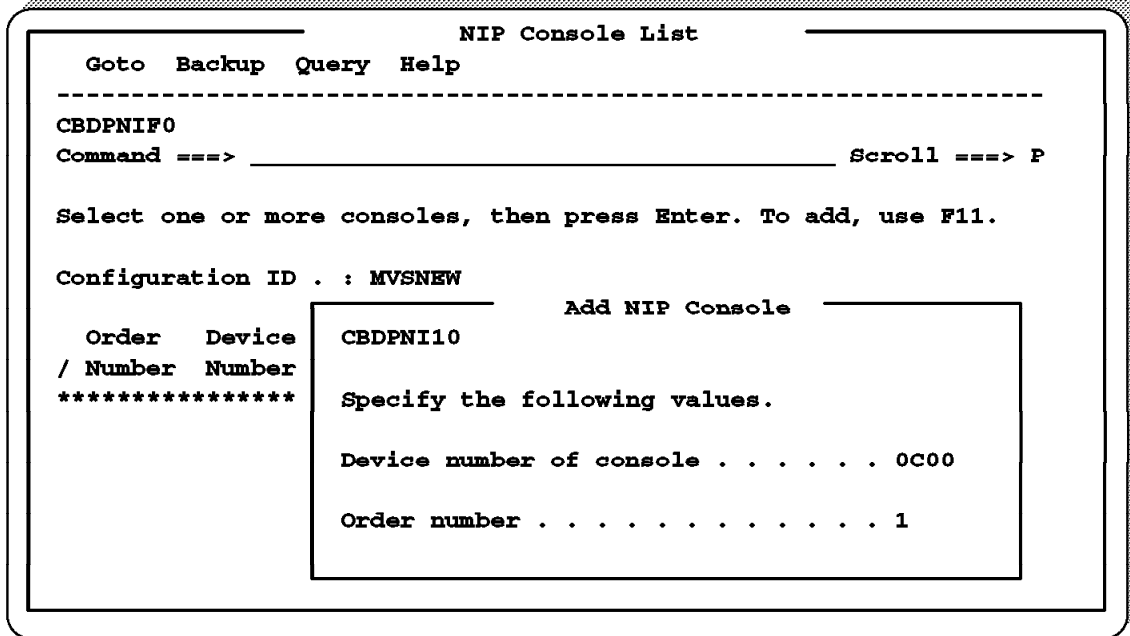 NIP Console List
Goto Backup Query Help
--------------------------------------------------------------------
CBDPNIF0
Command ===> _______________________________________ Scroll ===> P
Select one or more consoles, then press Enter. To add, use F11.
Configuration ID . : MVSNEW
Add NIP Console
Order Device
CBDPNI10
/ Number Number
****************
Specify the following values.
Device number of console . . . . . . 0C00
Order number . . . . . . . . . . . . 1